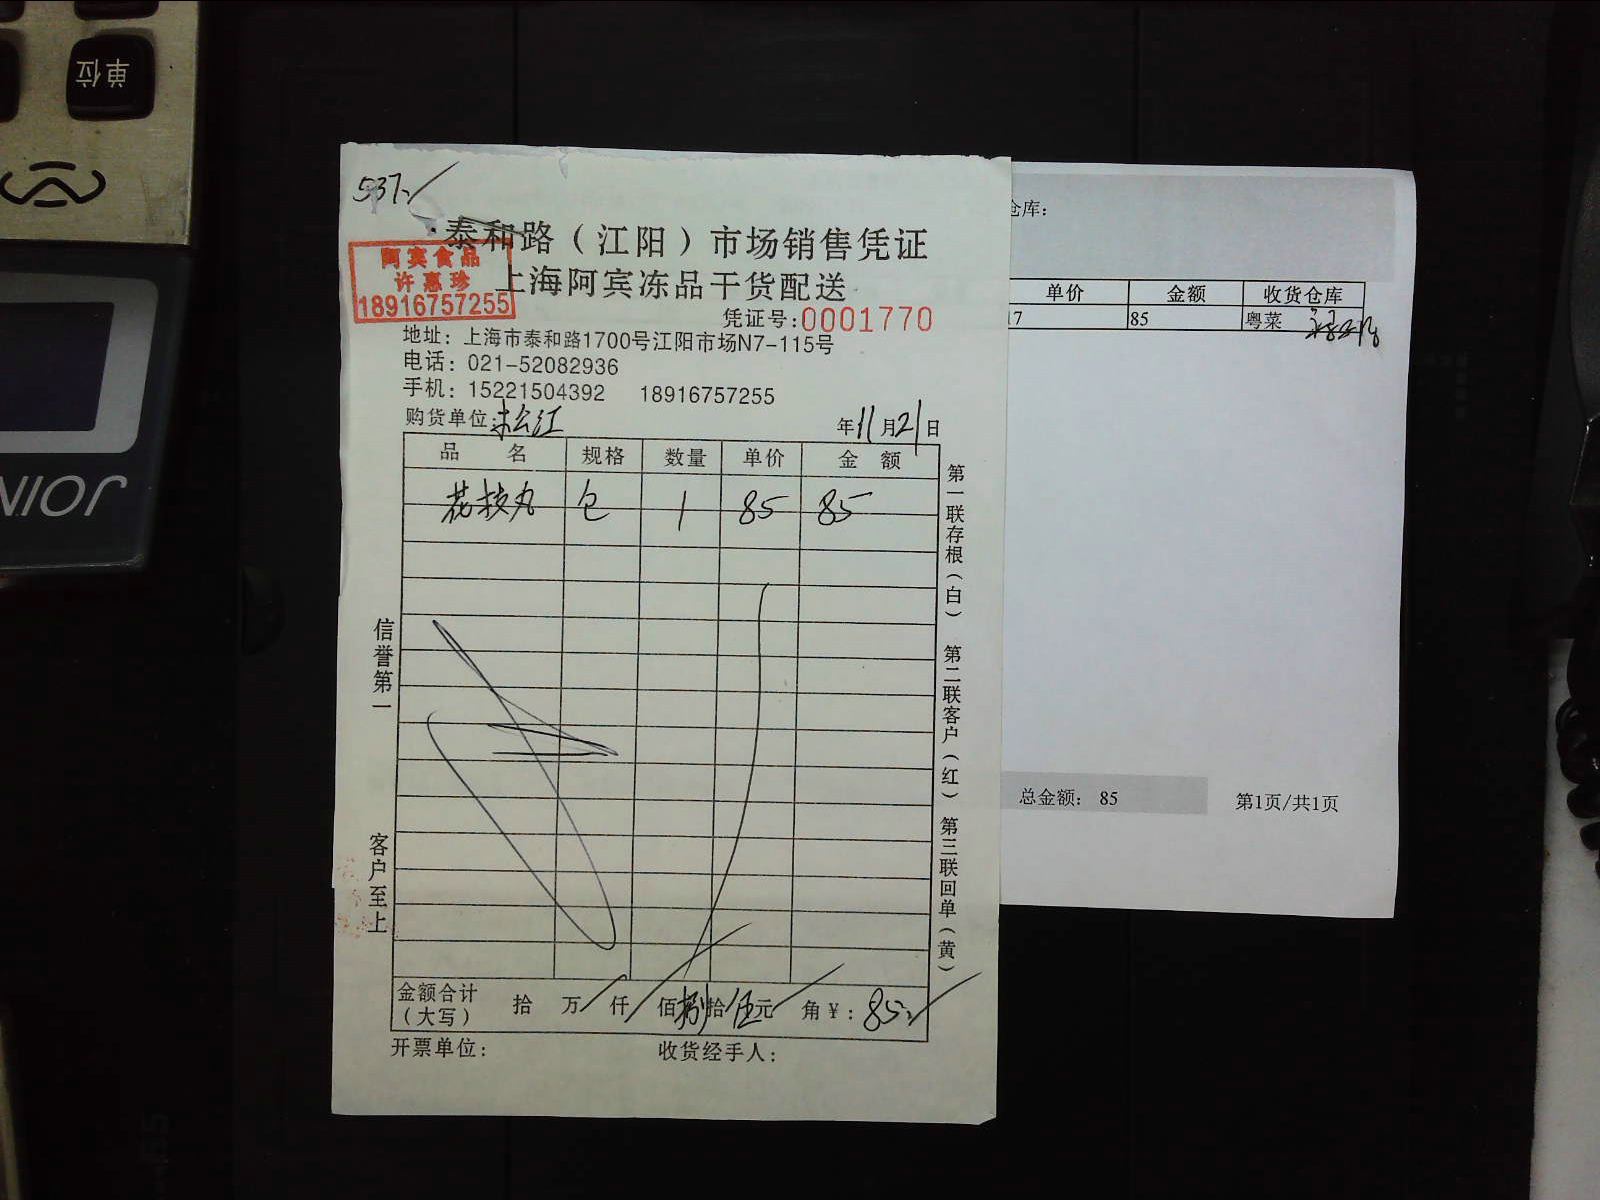 单位
JOIN
537
泰和路（江阳）市场销售凭证
上海阿宾冻品干货配送
阿宾食品
许惠珍
18916757255
凭证号:0001770
地址: 上海市泰和路1700号江阳市场N7-115号
电话: 021-52082936
手机: 15221504392 18916757255
购货单位: 松江
年11月21日
品名 规格 数量 单价 金额
花枝丸 包 1 85 85
信誉第一
客户至上
第一联存根(白) 第二联客户(红) 第三联回单(黄)
金额合计(大写) 拾 万 仟 佰捌拾伍元 角¥: 85
开票单位: 收货经手人:
仓库:
单价 金额 收货仓库
17 85 粤菜
总金额: 85
第1页/共1页